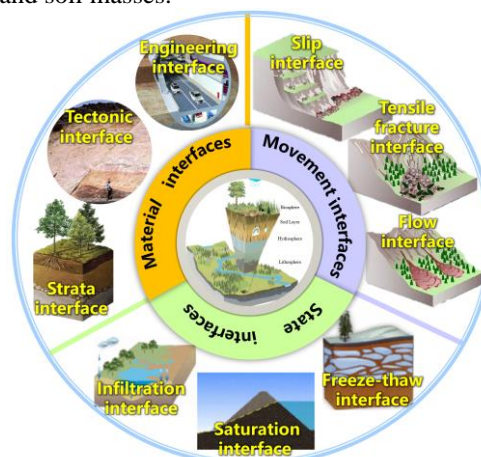 and soil masses.
Engineering
interface
Slip
interface
Tectonic
interface
Tensile
fracture
interface
Material interfaces
Movement interfaces
Biosphere
Soil Layer
Hydrosphere
Lithosphere
Flow
interface
Strata
interface
State
interfaces
Infiltration
interface
Freeze-thaw
interface
Saturation
interface